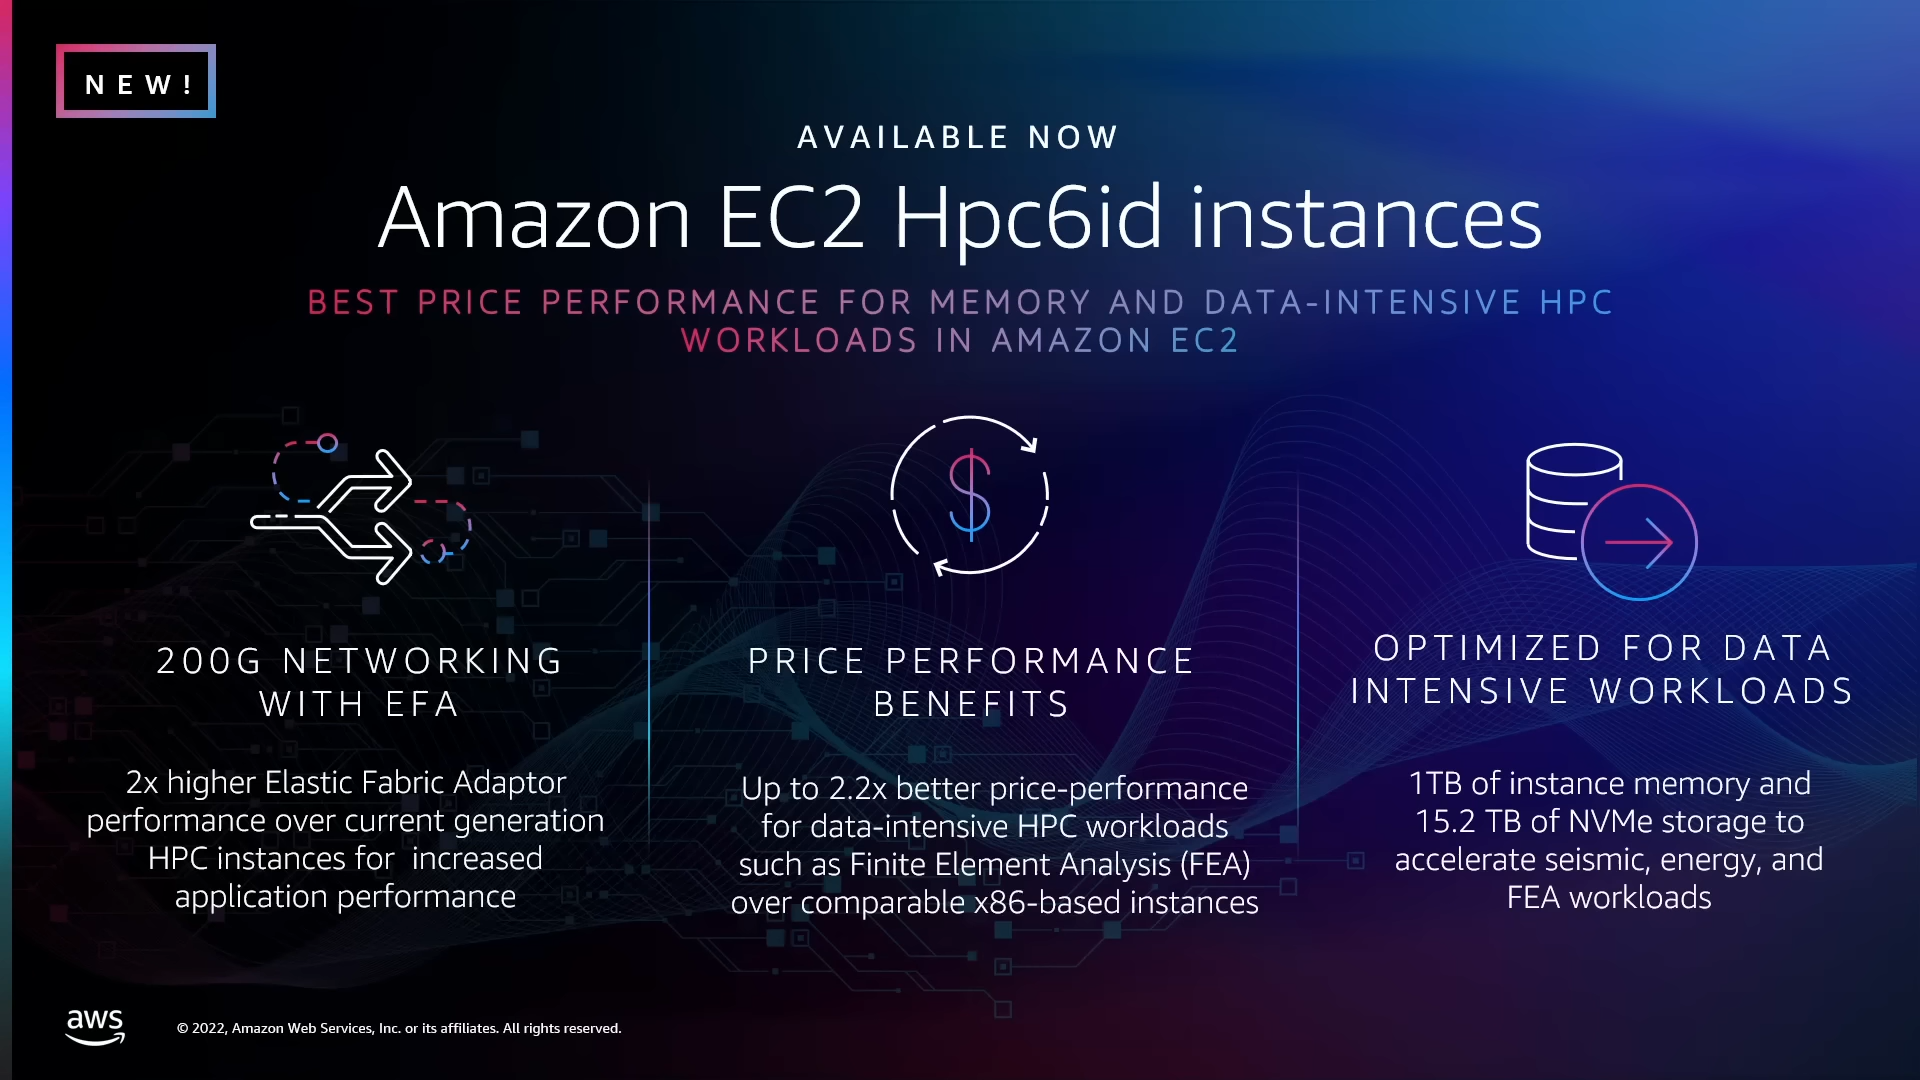 NEW!
AVAILABLE NOW
Amazon EC2 Hpc6id instances
BEST PRICE PERFORMANCE FOR MEMORY AND DATA-INTENSIVE HPC
WORKLOADS IN AMAZON EC2
200G NETWORKING
WITH EFA
2x higher Elastic Fabric Adaptor
performance over current generation
HPC instances for  increased
application performance
PRICE PERFORMANCE
BENEFITS
Up to 2.2x better price-performance
for data-intensive HPC workloads
such as Finite Element Analysis (FEA)
over comparable x86-based instances
OPTIMIZED FOR DATA
INTENSIVE WORKLOADS
1TB of instance memory and
15.2 TB of NVMe storage to
accelerate seismic, energy, and
FEA workloads
aws
© 2022, Amazon Web Services, Inc. or its affiliates. All rights reserved.